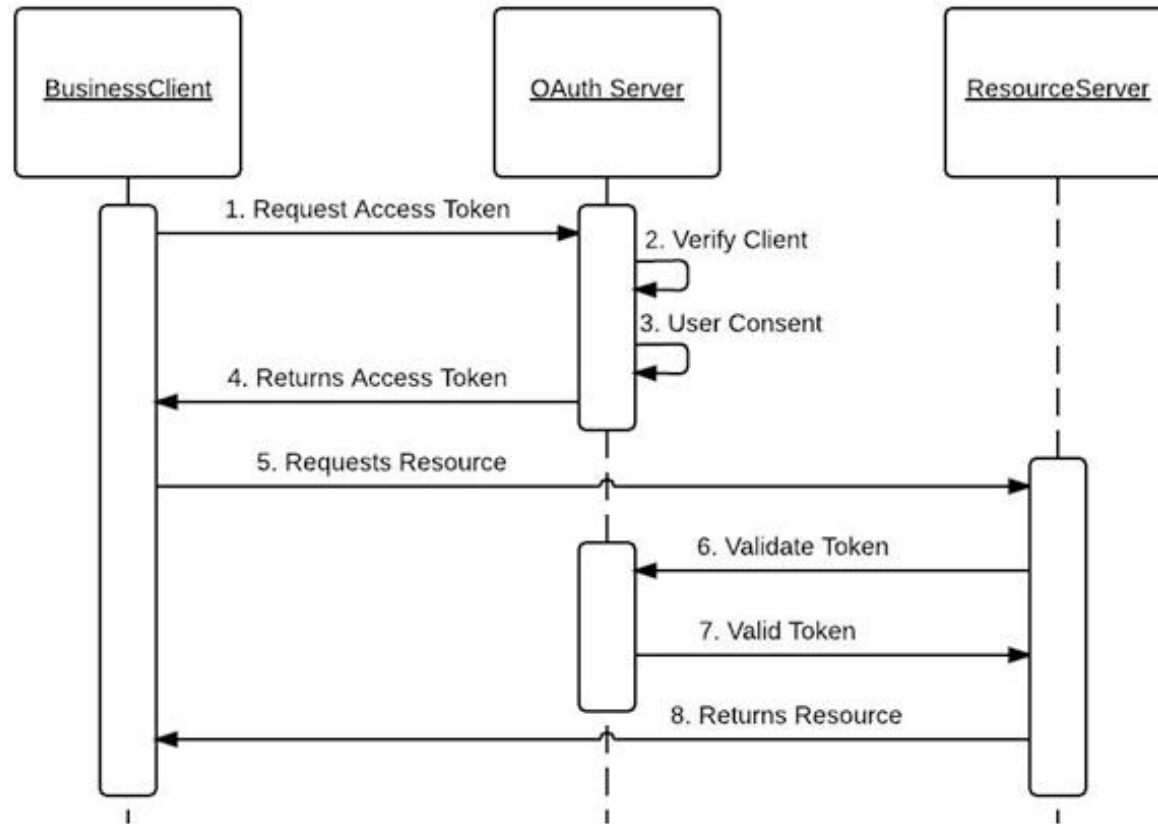 BusinessClient
OAuth Server
ResourceServer
1. Request Access Token
2. Verify Client
3. User Consent
4. Returns Access Token
5. Requests Resource
6. Validate Token
7. Valid Token
8. Returns Resource